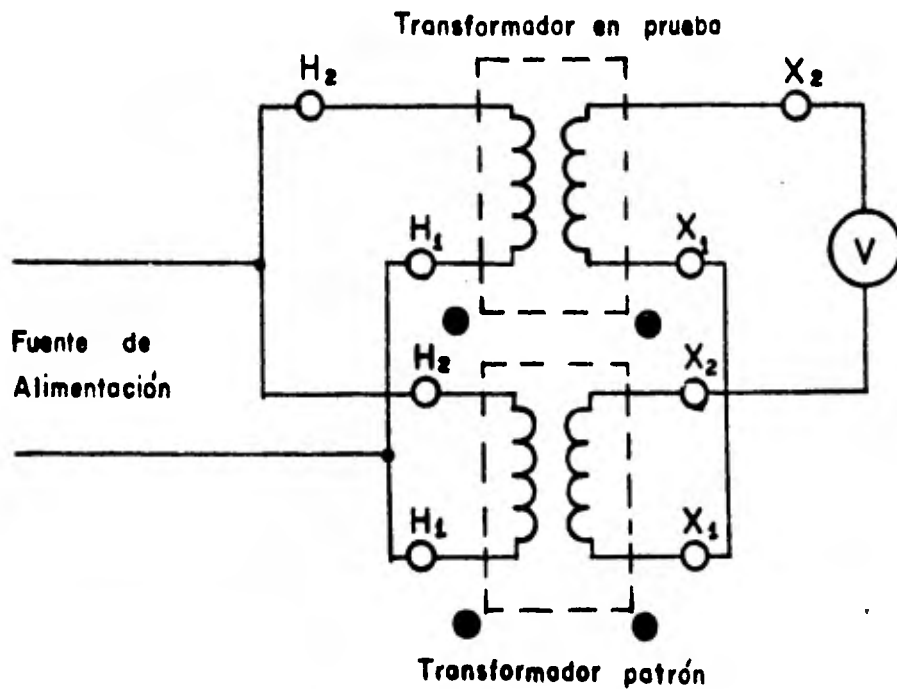 Transformador en prueba
H₂
X₂
H₁
X₁
V
Fuente de
Alimentación
H₂
X₂
H₁
X₁
Transformador patrón